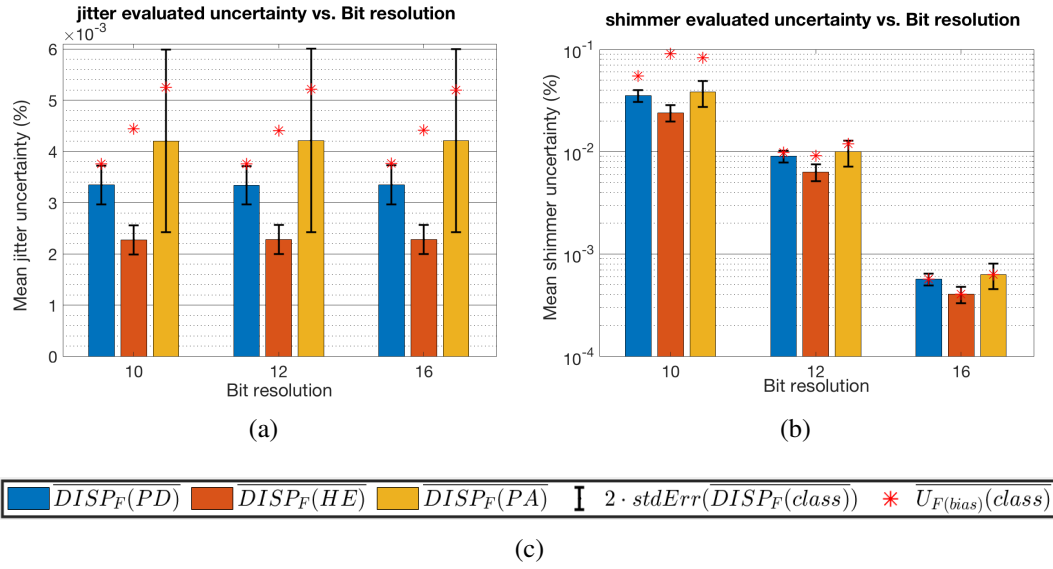 jitter evaluated uncertainty vs. Bit resolution
×10⁻³
Mean jitter uncertainty (%)
6
5
4
3
2
1
0
10 12 16
Bit resolution
(a)
shimmer evaluated uncertainty vs. Bit resolution
Mean shimmer uncertainty (%)
10⁻¹
10⁻²
10⁻³
10⁻⁴
10 12 16
Bit resolution
(b)
DISP_F(PD) DISP_F(HE) DISP_F(PA) 2 · stdErr(DISP_F(class)) U_F(bias)(class)
(c)